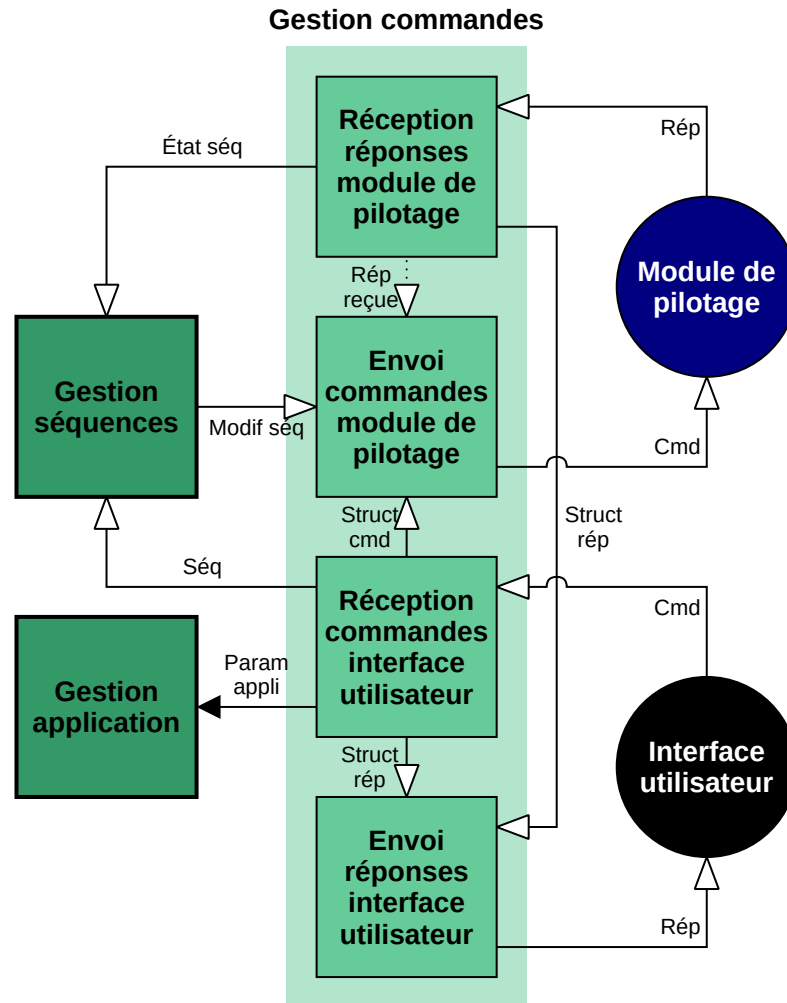 Gestion commandes
Réception
réponses
module de
pilotage
Rép
État séq
Module de
pilotage
Rép
reçue
Gestion
séquences
Modif séq
Envoi
commandes
module de
pilotage
Cmd
Struct
cmd
Struct
rép
Séq
Réception
commandes
interface
utilisateur
Cmd
Gestion
application
Param
appli
Interface
utilisateur
Struct
rép
Envoi
réponses
interface
utilisateur
Rép